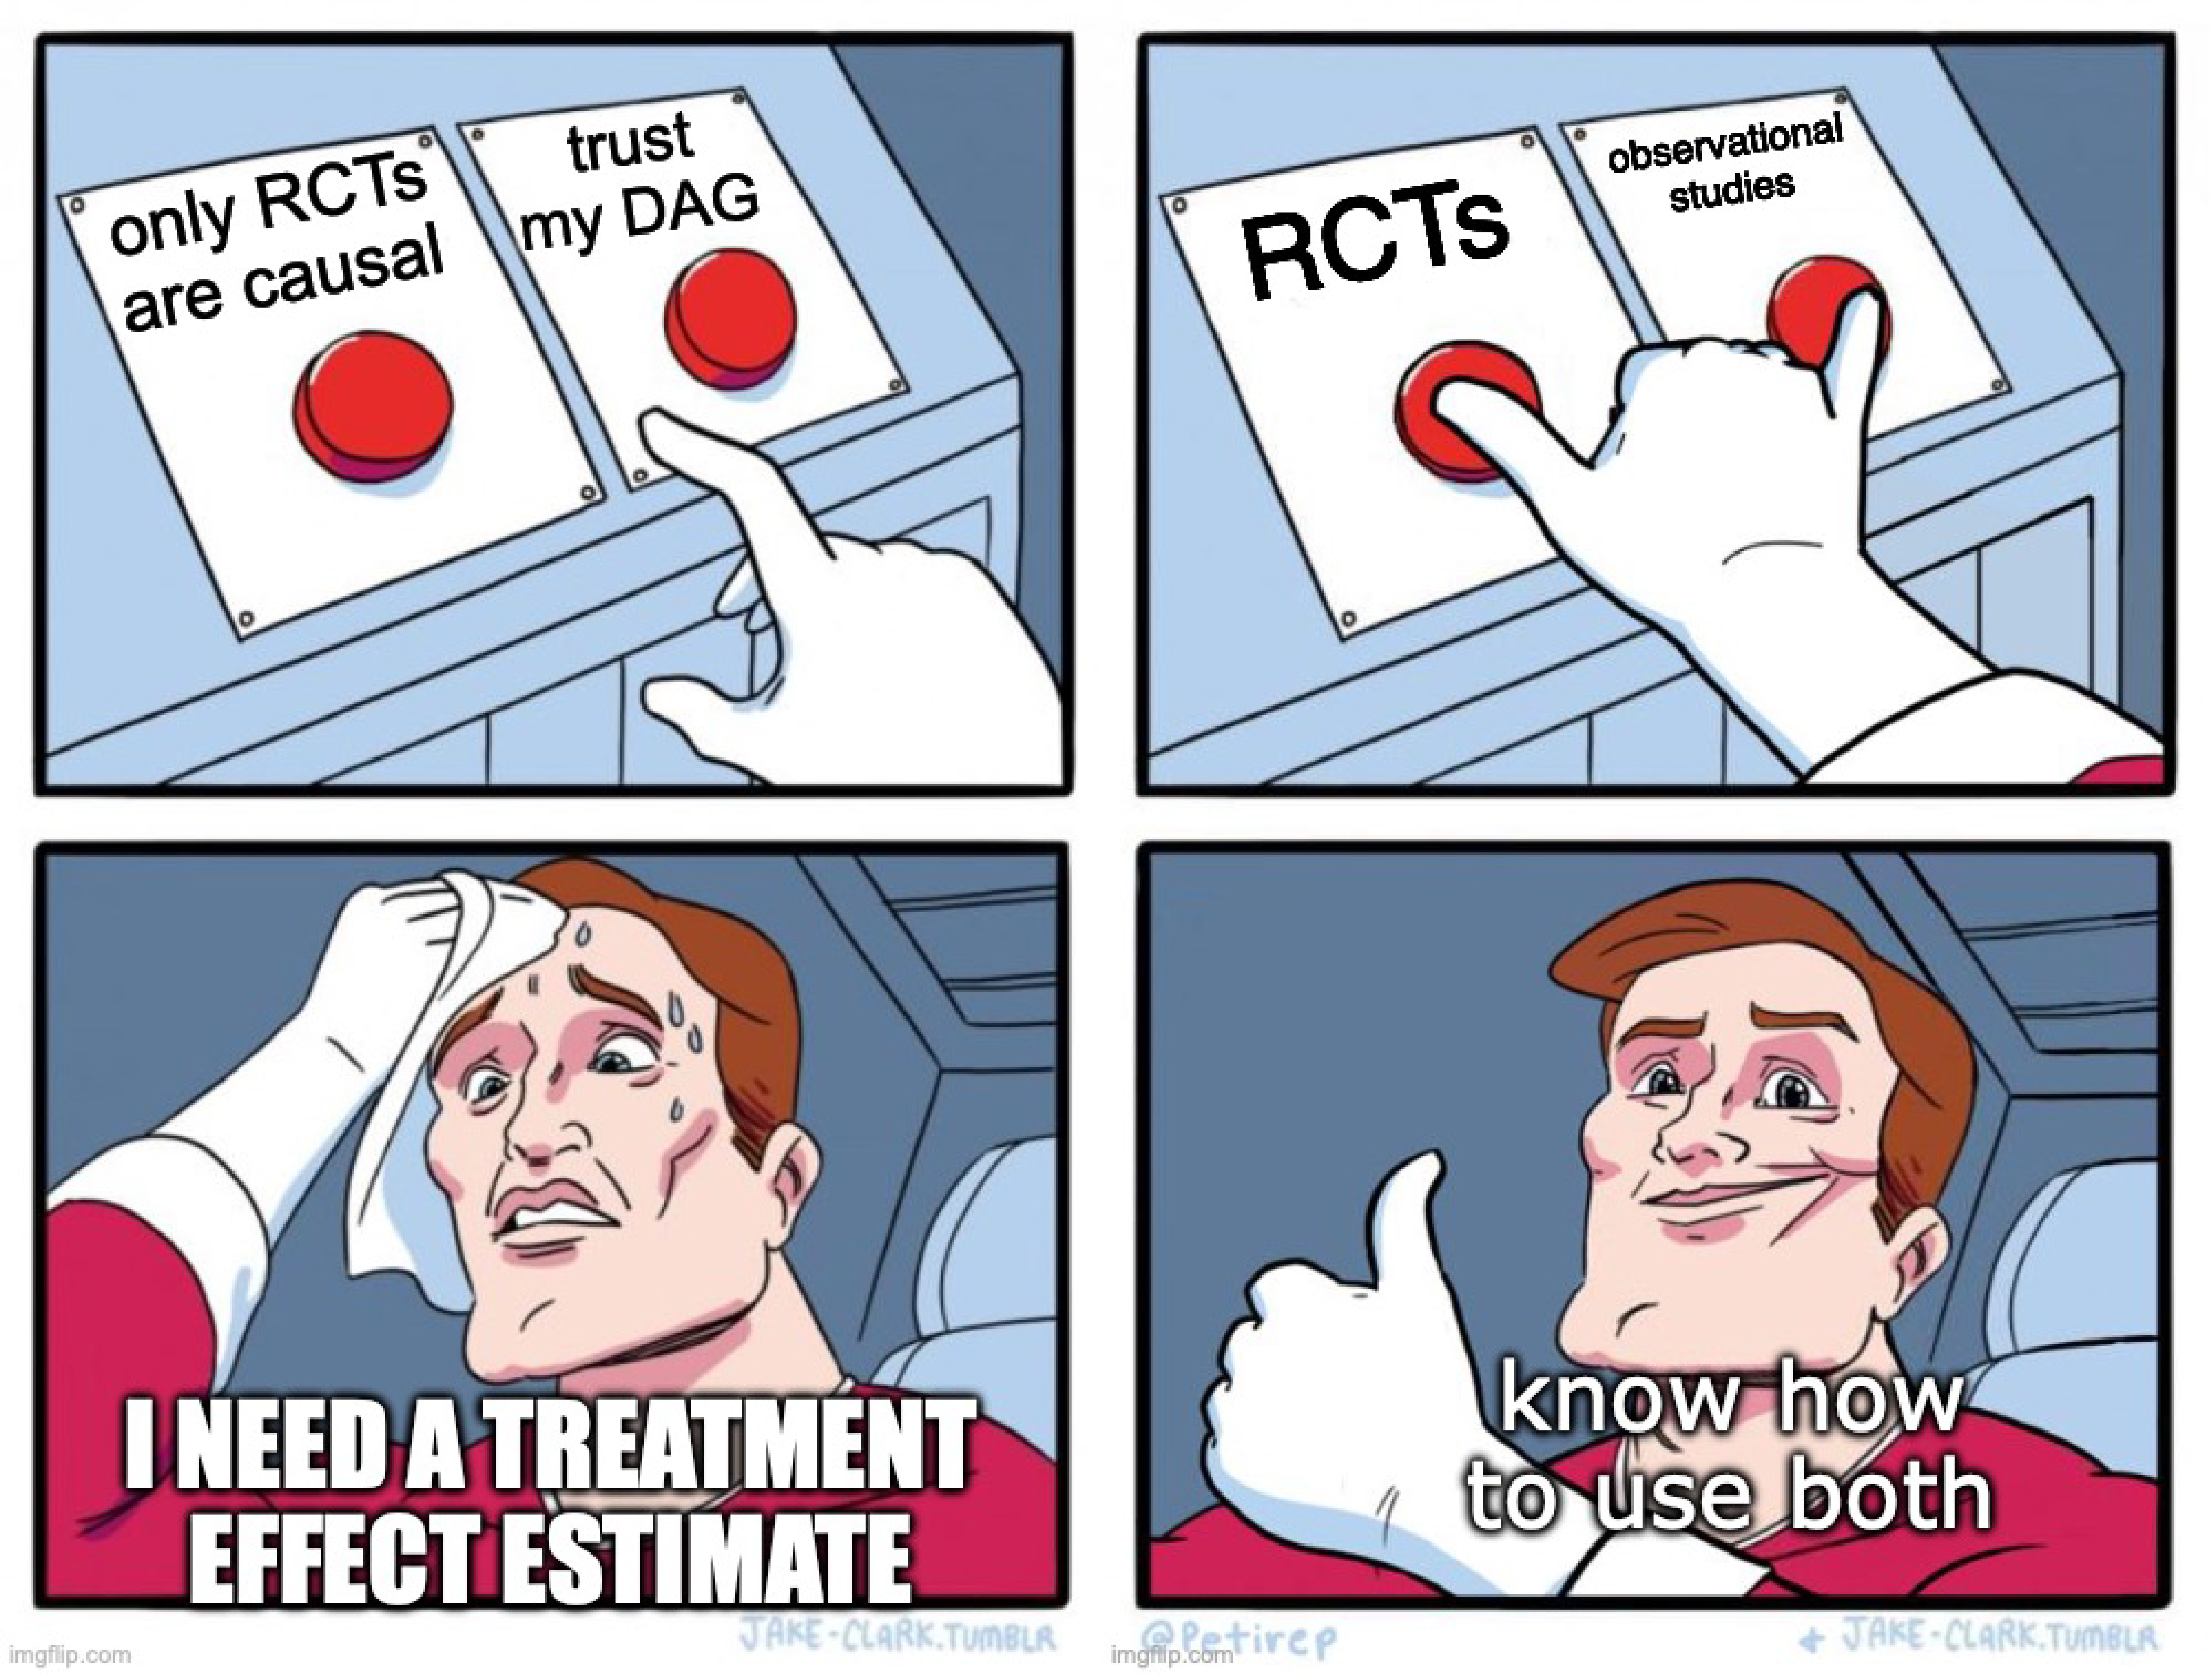 only RCTs
are causal
trust
my DAG
RCTs
observational
studies
I NEED A TREATMENT
EFFECT ESTIMATE
know how
to use both
JAKE-CLARK.TUMBLR
@Petirep
+ JAKE-CLARK.TUMBLR
imgflip.com
imgflip.com